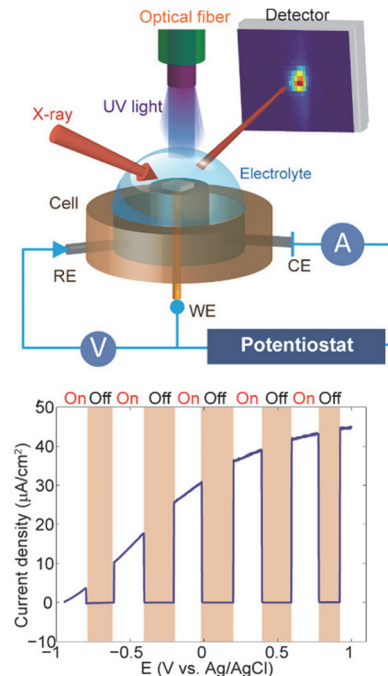 Optical fiber
Detector
UV light
X-ray
Electrolyte
Cell
RE
CE
A
WE
V
Potentiostat
On Off On Off On Off On Off On Off
Current density (μA/cm²)
50
40
30
20
10
0
−10
−1 −0.5 0 0.5 1
E (V vs. Ag/AgCl)